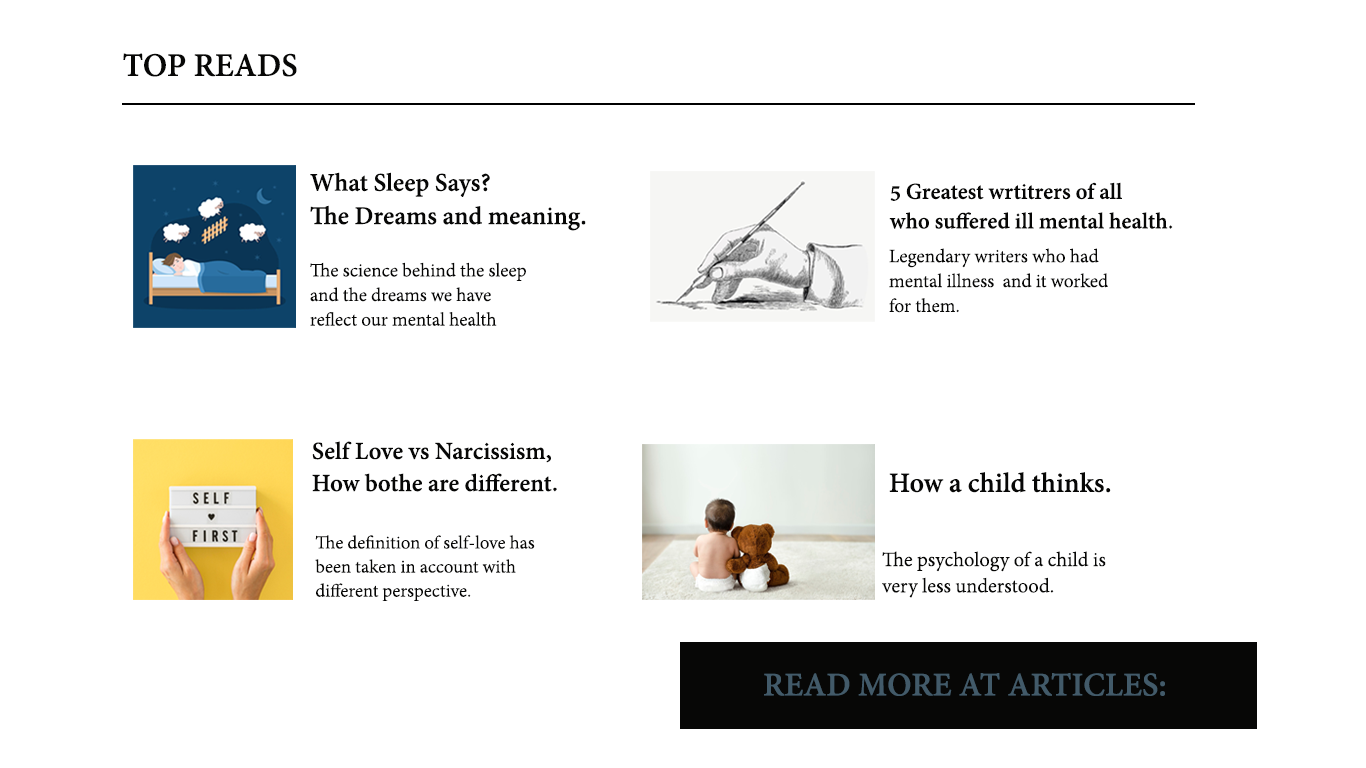 TOP READS
What Sleep Says?
The Dreams and meaning.
The science behind the sleep
and the dreams we have
reflect our mental health
5 Greatest wrtitrers of all
who suffered ill mental health.
Legendary writers who had
mental illness and it worked
for them.
Self Love vs Narcissism,
How bothe are different.
The definition of self-love has
been taken in account with
different perspective.
SELF
♥
FIRST
How a child thinks.
The psychology of a child is
very less understood.
READ MORE AT ARTICLES: